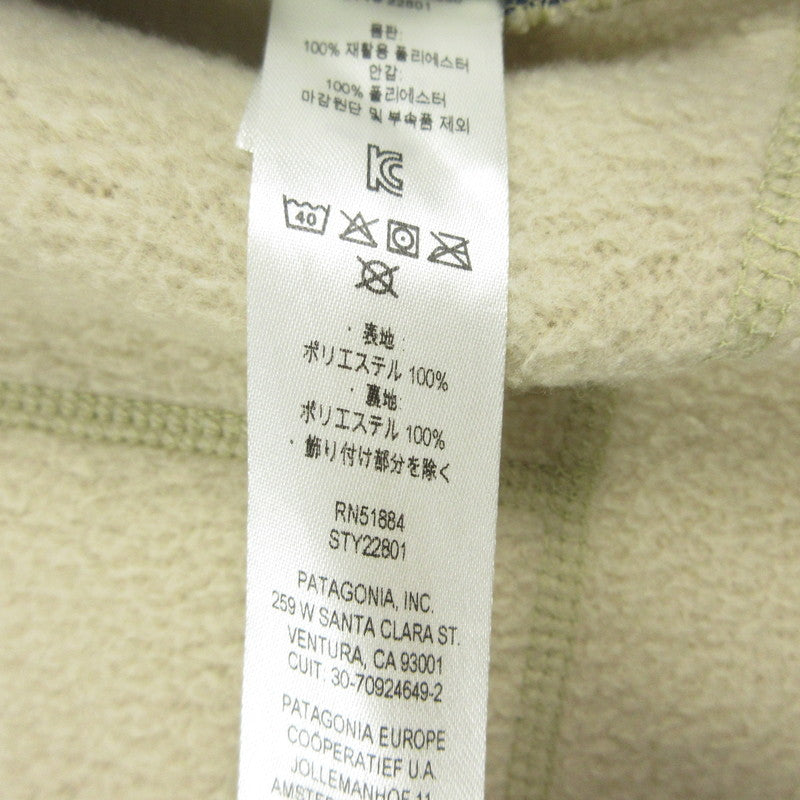 22801
품판:
100% 재활용 폴리에스터
안감:
100% 폴리에스터
마감원단 및 부속품 제외
40
・表地:
ポリエステル 100%
・裏地:
ポリエステル 100%
・飾り付け部分を除く
RN51884
STY22801
PATAGONIA, INC.
259 W SANTA CLARA ST.
VENTURA, CA 93001
CUIT: 30-70924649-2
PATAGONIA EUROPE
COÖPERATIEF U.A.
JOLLEMANHOF 11